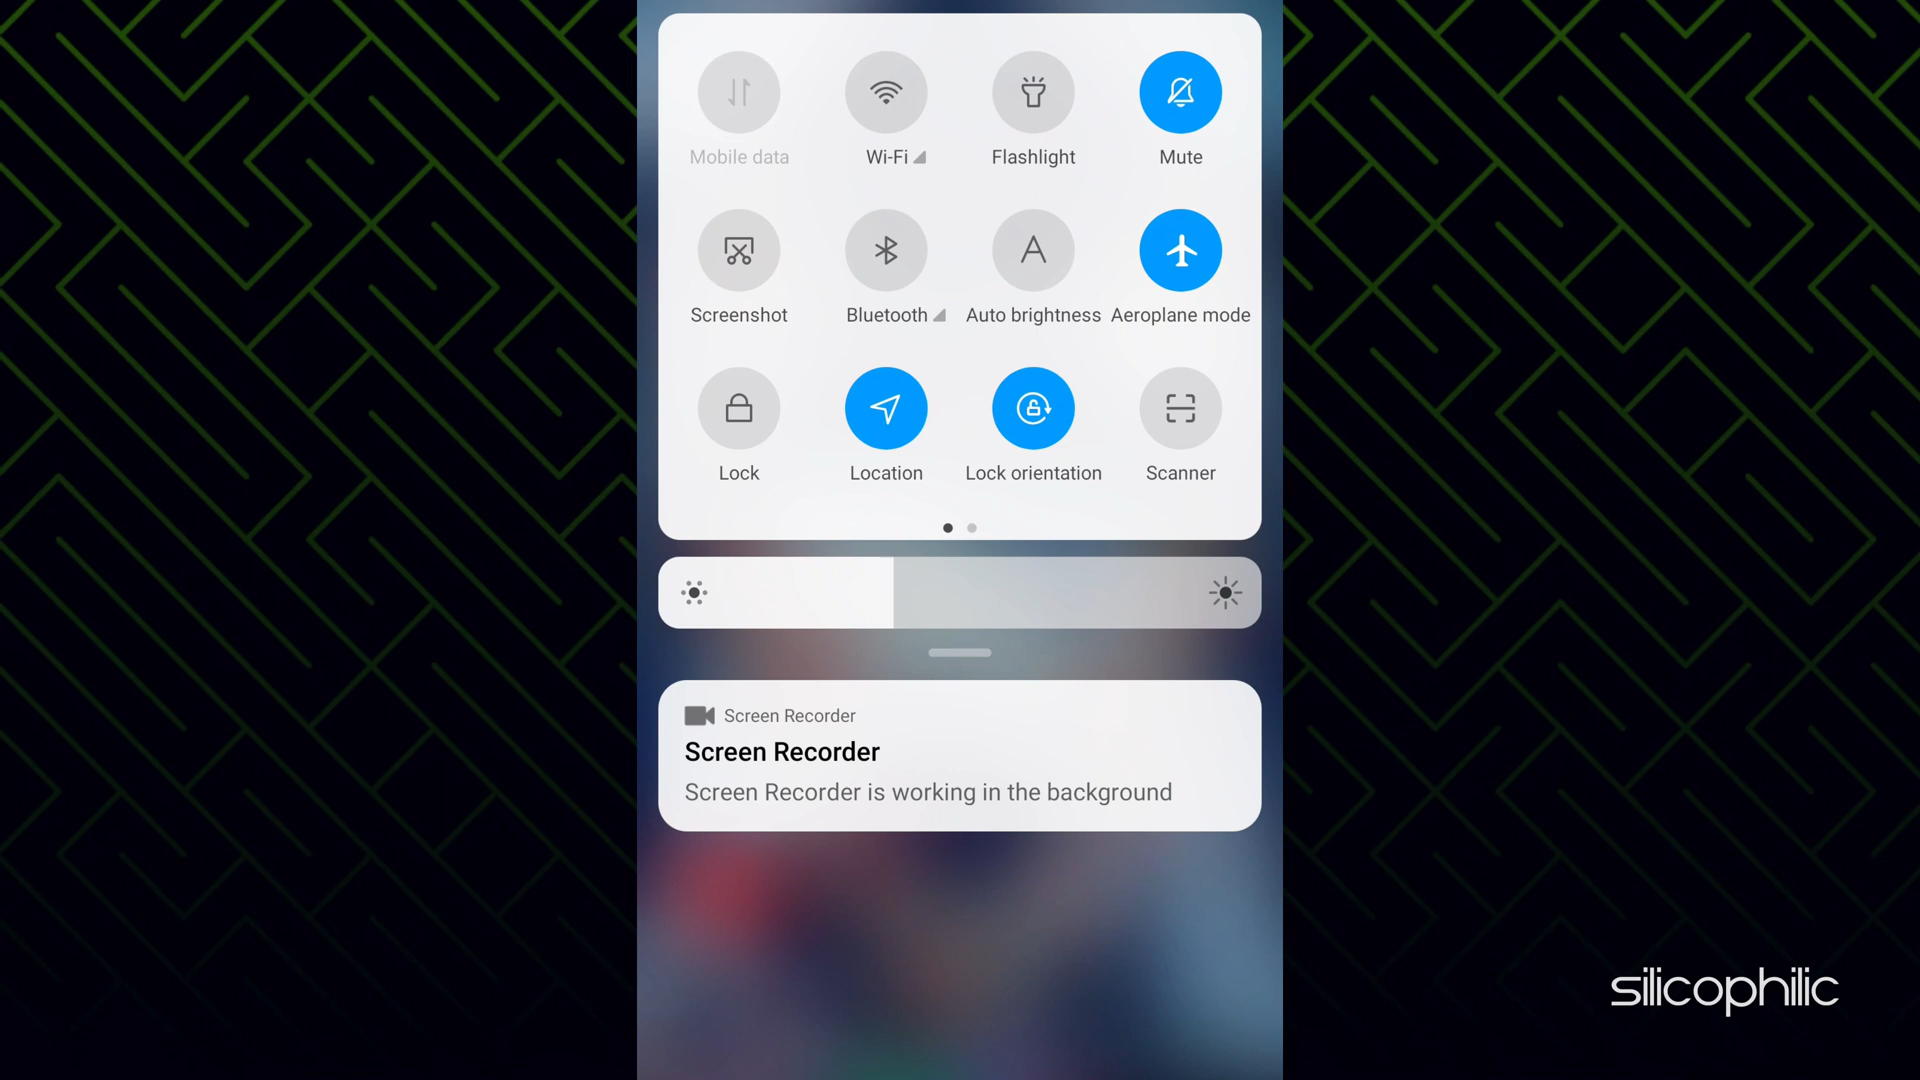 Mobile data
Wi-Fi
Flashlight
Mute
Screenshot
Bluetooth
A
Auto brightness
Aeroplane mode
Lock
Location
Lock orientation
Scanner
Screen Recorder
Screen Recorder
Screen Recorder is working in the background
silicophilic